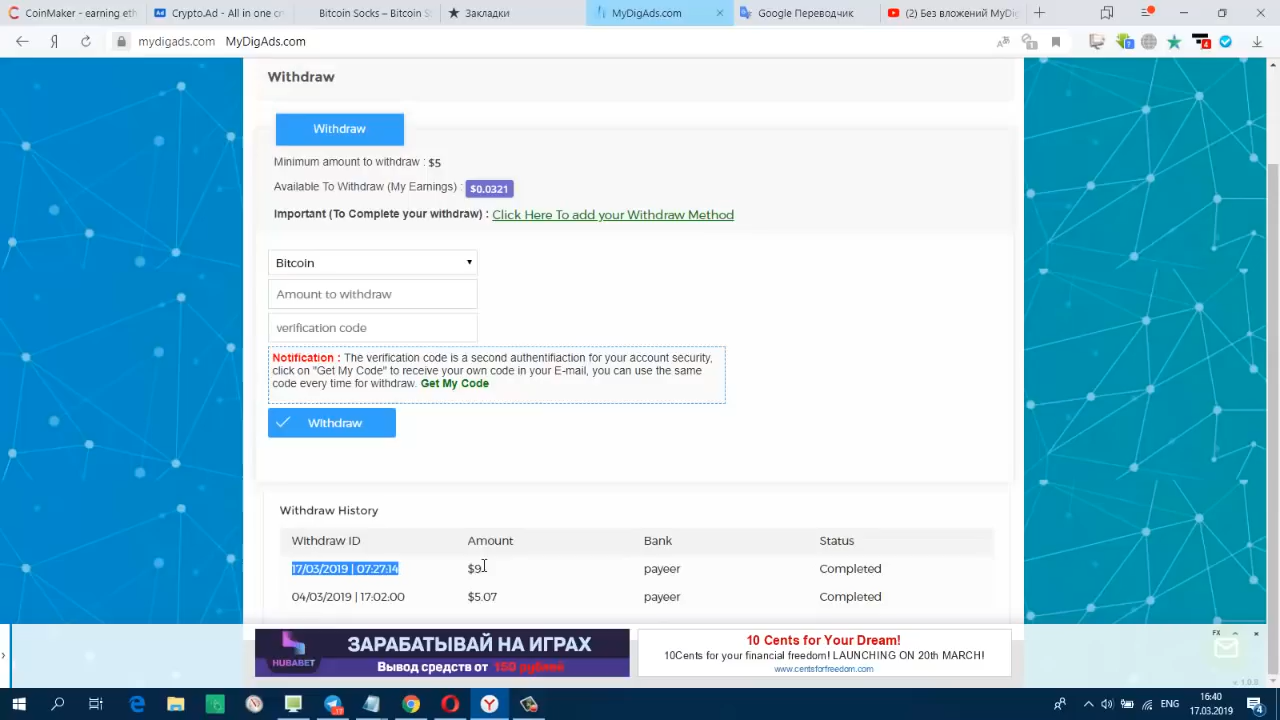 CoinMaker - earning eth
Crypto.Ad - All in one cr
Bitcoin Socks – Bitcoin S
Закладки
MyDigAds.com
Google Переводчик
(2) Без вложений MyDi
mydigads.com MyDigAds.com
Withdraw
Withdraw
Minimum amount to withdraw : $5
Available To Withdraw (My Earnings) : $0.0321
Important (To Complete your withdraw) : Click Here To add your Withdraw Method
Bitcoin
Amount to withdraw
verification code
Notification : The verification code is a second authentifiaction for your account security,
click on "Get My Code" to receive your own code in your E-mail, you can use the same
code every time for withdraw. Get My Code
Withdraw
Withdraw History
Withdraw ID Amount Bank Status
17/03/2019 | 07:27:14 $9 payeer Completed
04/03/2019 | 17:02:00 $5.07 payeer Completed
HUBABET
ЗАРАБАТЫВАЙ НА ИГРАХ
Вывод средств от 150 рублей
10 Cents for Your Dream!
10Cents for your financial freedom! LAUNCHING ON 20th MARCH!
www.centsforfreedom.com
FX
v 1.0.0
ENG
16:40
17.03.2019